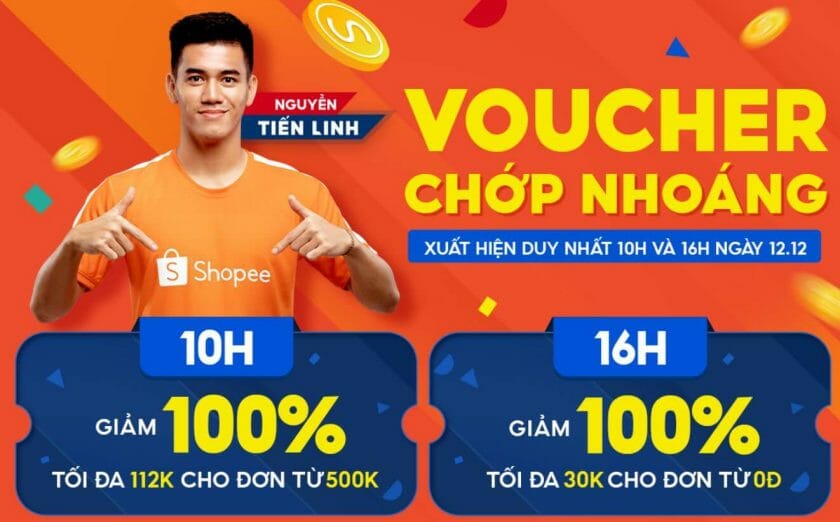 NGUYỄN
TIẾN LINH
VOUCHER
CHỚP NHOÁNG
XUẤT HIỆN DUY NHẤT 10H VÀ 16H NGÀY 12.12
S Shopee
10H
GIẢM 100%
TỐI ĐA 112K CHO ĐƠN TỪ 500K
16H
GIẢM 100%
TỐI ĐA 30K CHO ĐƠN TỪ 0Đ